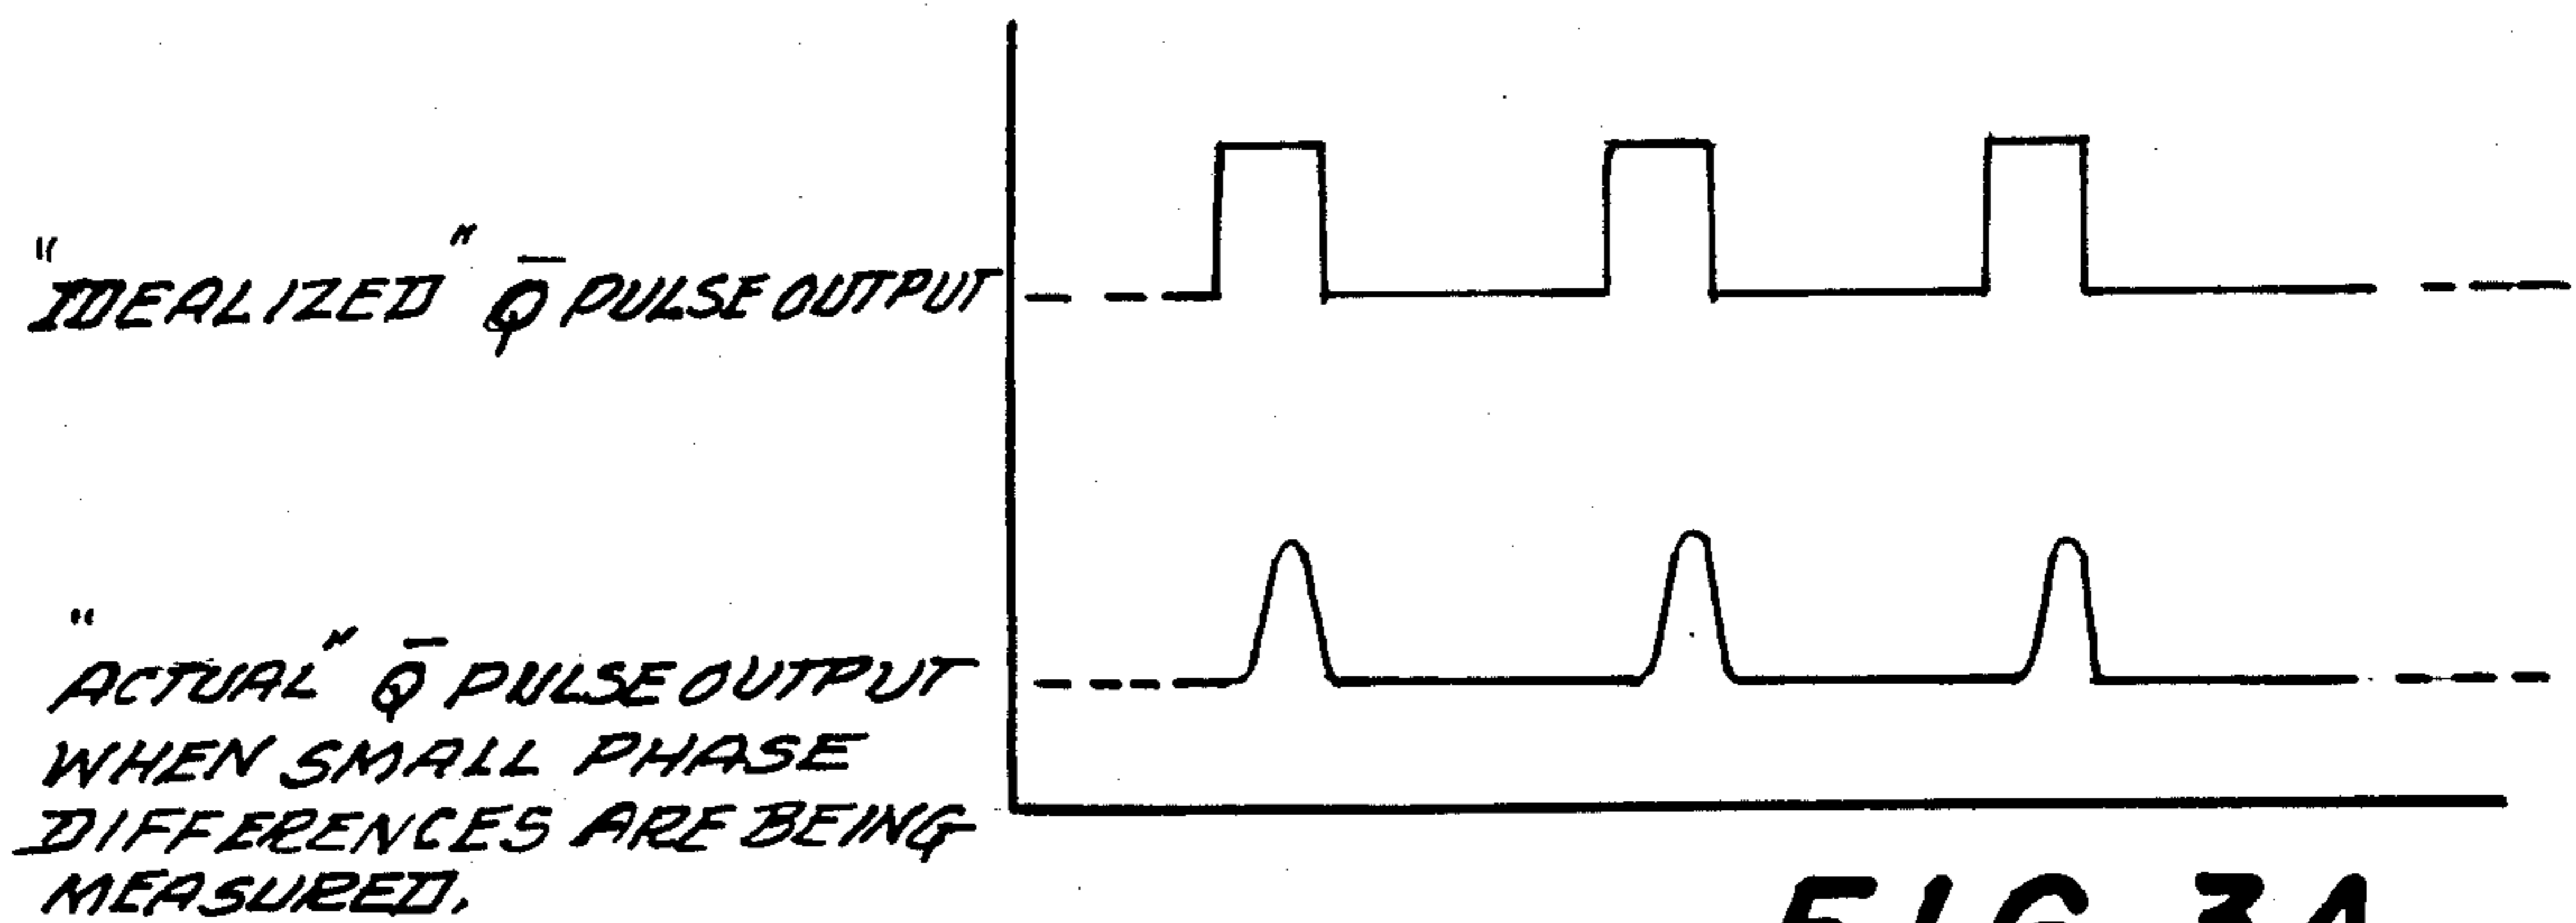 "IDEALIZED" Q̅ PULSE OUTPUT
"ACTUAL" Q̅ PULSE OUTPUT
WHEN SMALL PHASE
DIFFERENCES ARE BEING
MEASURED.
FIG. 3A